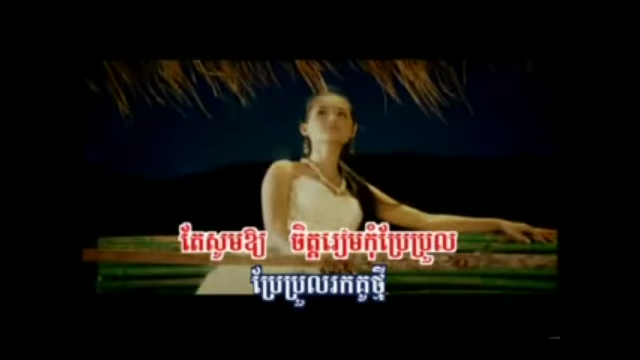 តែសូមឱ្យ ចិត្តរៀមកុំប្រែប្រួល
ប្រែប្រួលរកគូថ្មី